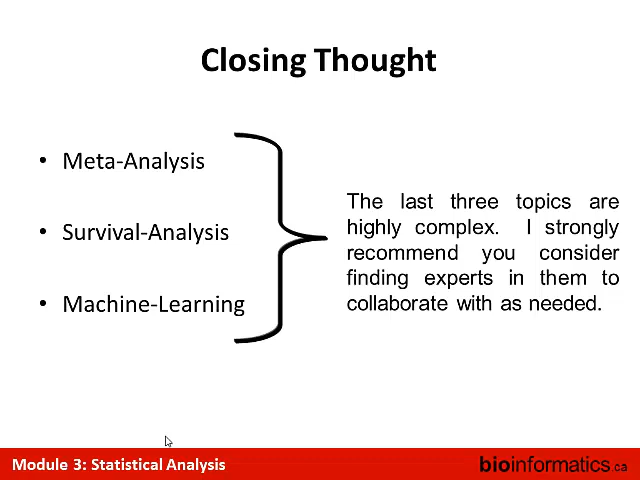 Closing Thought
• Meta-Analysis
• Survival-Analysis
• Machine-Learning
The last three topics are
highly complex. I strongly
recommend you consider
finding experts in them to
collaborate with as needed.
Module 3: Statistical Analysis
bioinformatics.ca